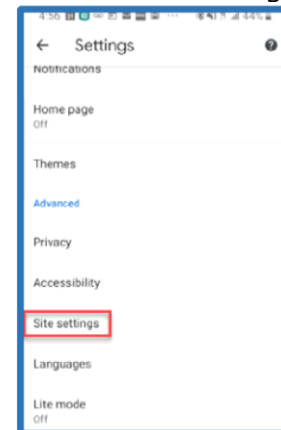 4:56 44%
Settings
Notifications
Home page
Off
Themes
Advanced
Privacy
Accessibility
Site settings
Languages
Lite mode
Off